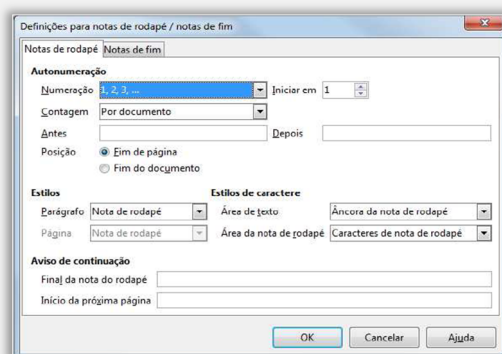 Definições para notas de rodapé / notas de fim
Notas de rodapé Notas de fim
Autonumeração
Numeração 1, 2, 3, ... Iniciar em 1
Contagem Por documento
Antes Depois
Posição Fim de página
Fim do documento
Estilos Estilos de caractere
Parágrafo Nota de rodapé Área de texto Âncora da nota de rodapé
Página Nota de rodapé Área da nota de rodapé Caracteres de nota de rodapé
Aviso de continuação
Final da nota do rodapé
Início da próxima página
OK Cancelar Ajuda